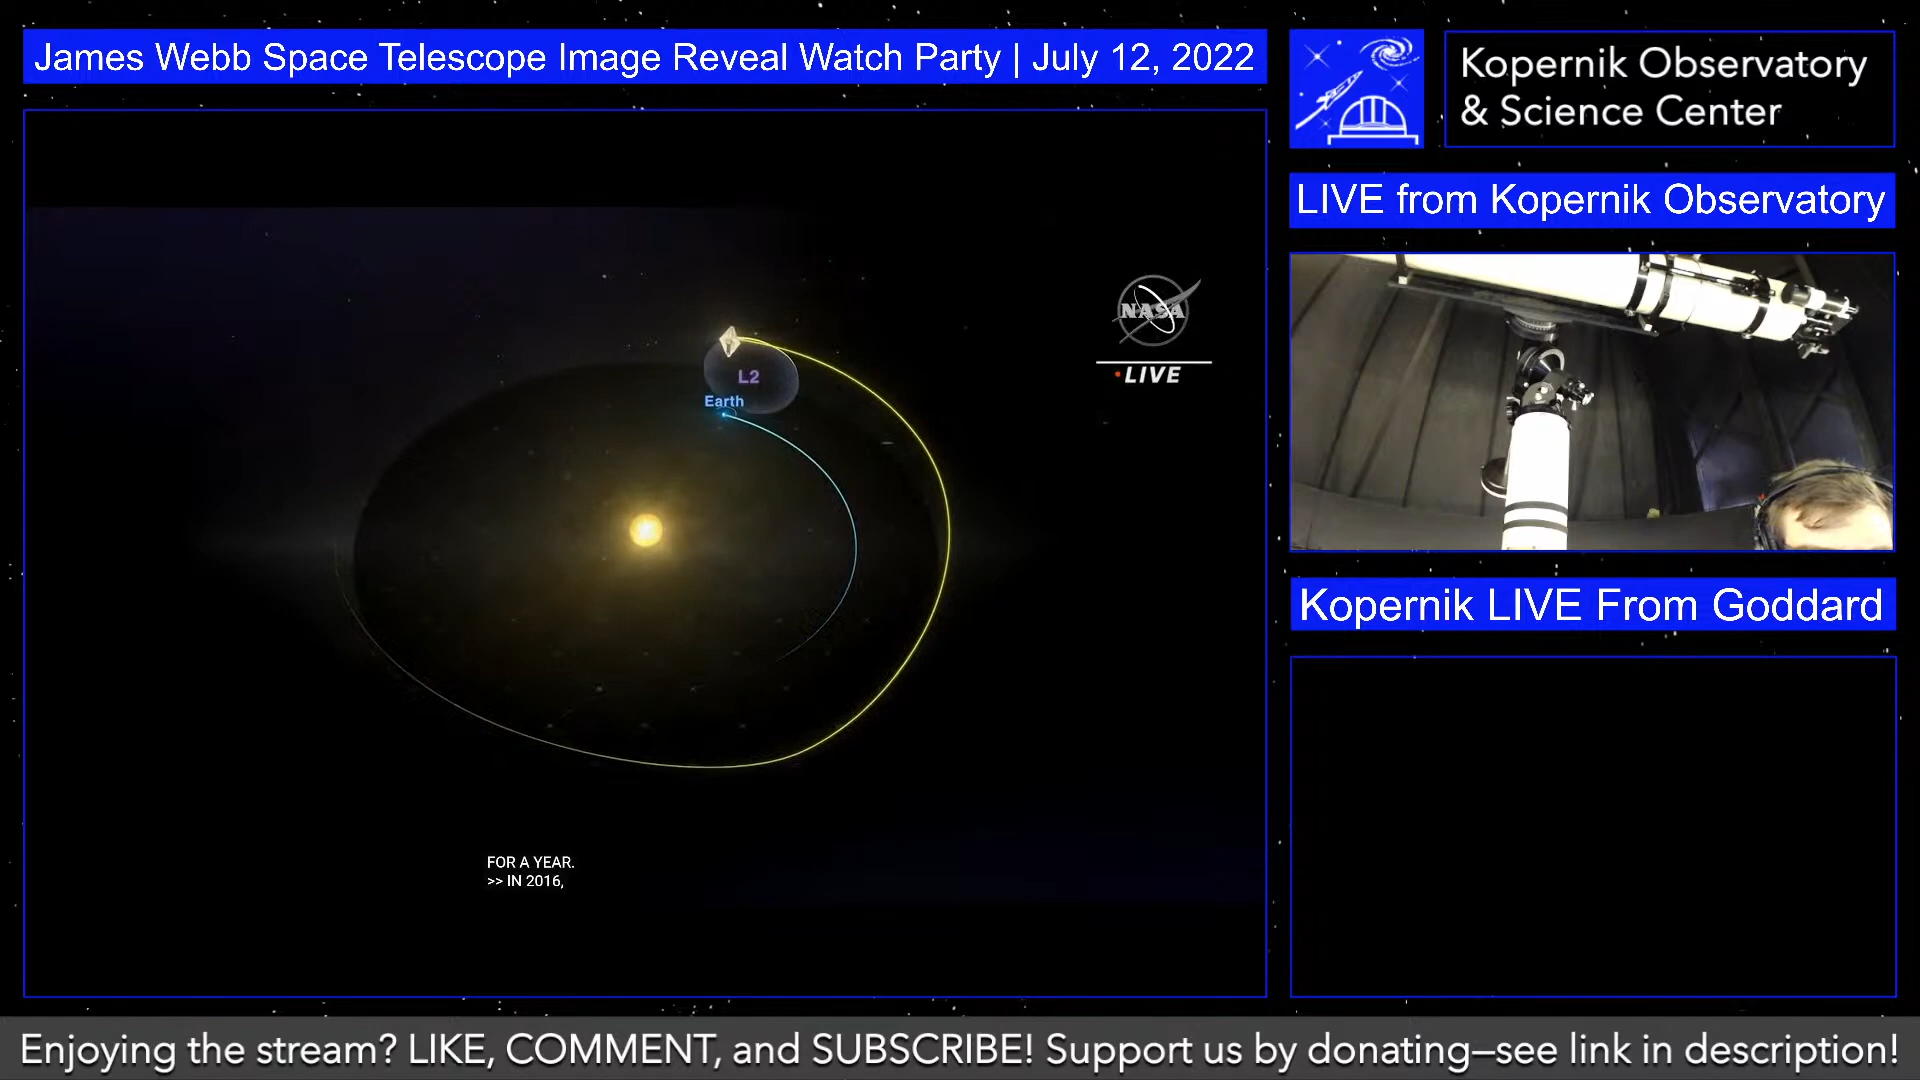 James Webb Space Telescope Image Reveal Watch Party | July 12, 2022
Kopernik Observatory
& Science Center
LIVE from Kopernik Observatory
NASA
LIVE
L2
Earth
Kopernik LIVE From Goddard
FOR A YEAR.
>> IN 2016,
Enjoying the stream? LIKE, COMMENT, and SUBSCRIBE! Support us by donating—see link in description!